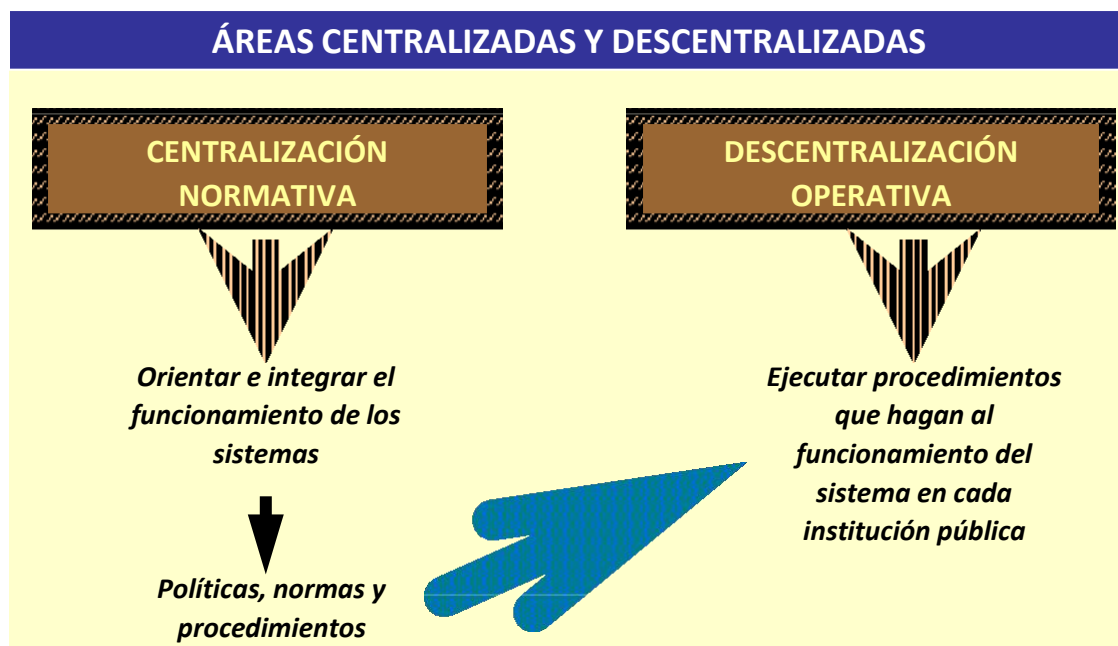 ÁREAS CENTRALIZADAS Y DESCENTRALIZADAS
CENTRALIZACIÓN
NORMATIVA
Orientar e integrar el
funcionamiento de los
sistemas
Políticas, normas y
procedimientos
DESCENTRALIZACIÓN
OPERATIVA
Ejecutar procedimientos
que hagan al
funcionamiento del
sistema en cada
institución pública